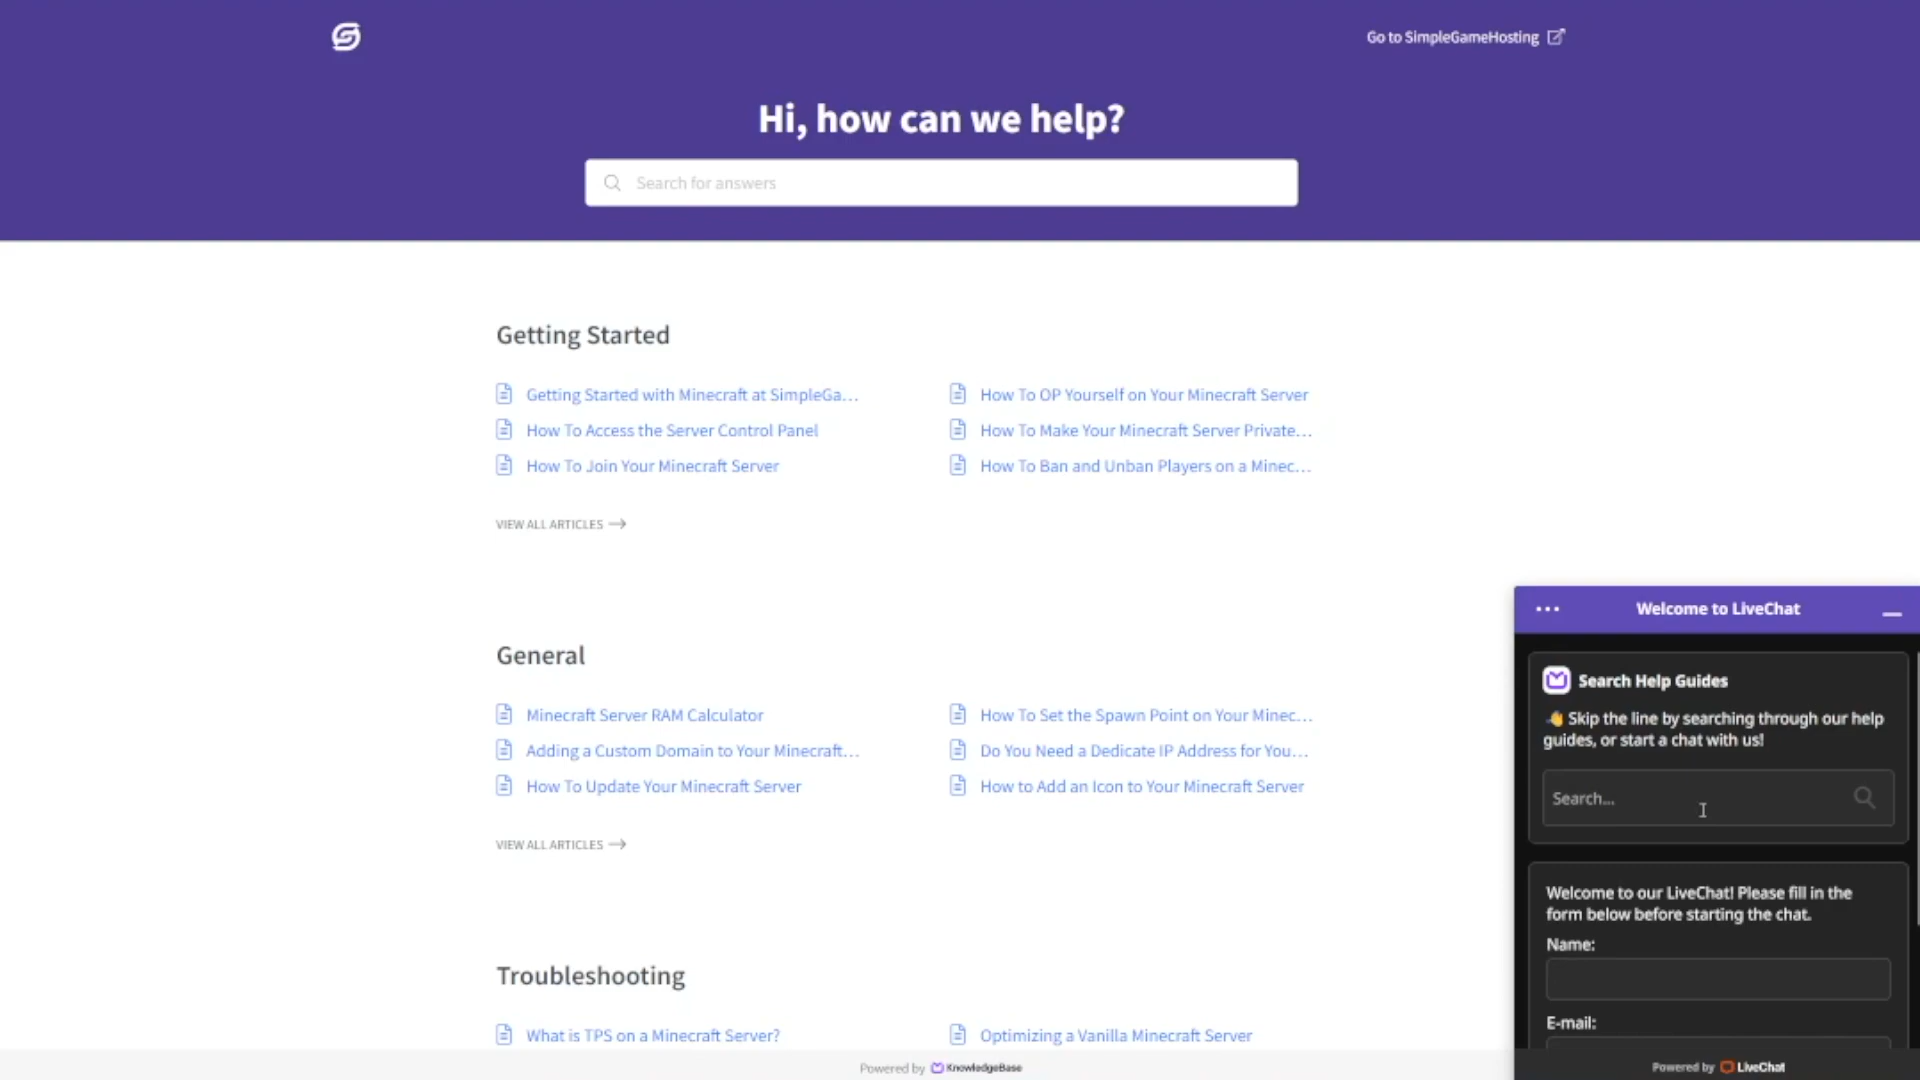 Go to SimpleGameHosting
Hi, how can we help?
Search for answers
Getting Started
Getting Started with Minecraft at SimpleGa...
How To OP Yourself on Your Minecraft Server
How To Access the Server Control Panel
How To Make Your Minecraft Server Private...
How To Join Your Minecraft Server
How To Ban and Unban Players on a Minec...
VIEW ALL ARTICLES
General
Minecraft Server RAM Calculator
How To Set the Spawn Point on Your Minec...
Adding a Custom Domain to Your Minecraft...
Do You Need a Dedicate IP Address for You...
How To Update Your Minecraft Server
How to Add an Icon to Your Minecraft Server
VIEW ALL ARTICLES
Troubleshooting
What is TPS on a Minecraft Server?
Optimizing a Vanilla Minecraft Server
Powered by KnowledgeBase
Welcome to LiveChat
Search Help Guides
👋 Skip the line by searching through our help
guides, or start a chat with us!
Search...
Welcome to our LiveChat! Please fill in the
form below before starting the chat.
Name:
E-mail:
Powered by LiveChat